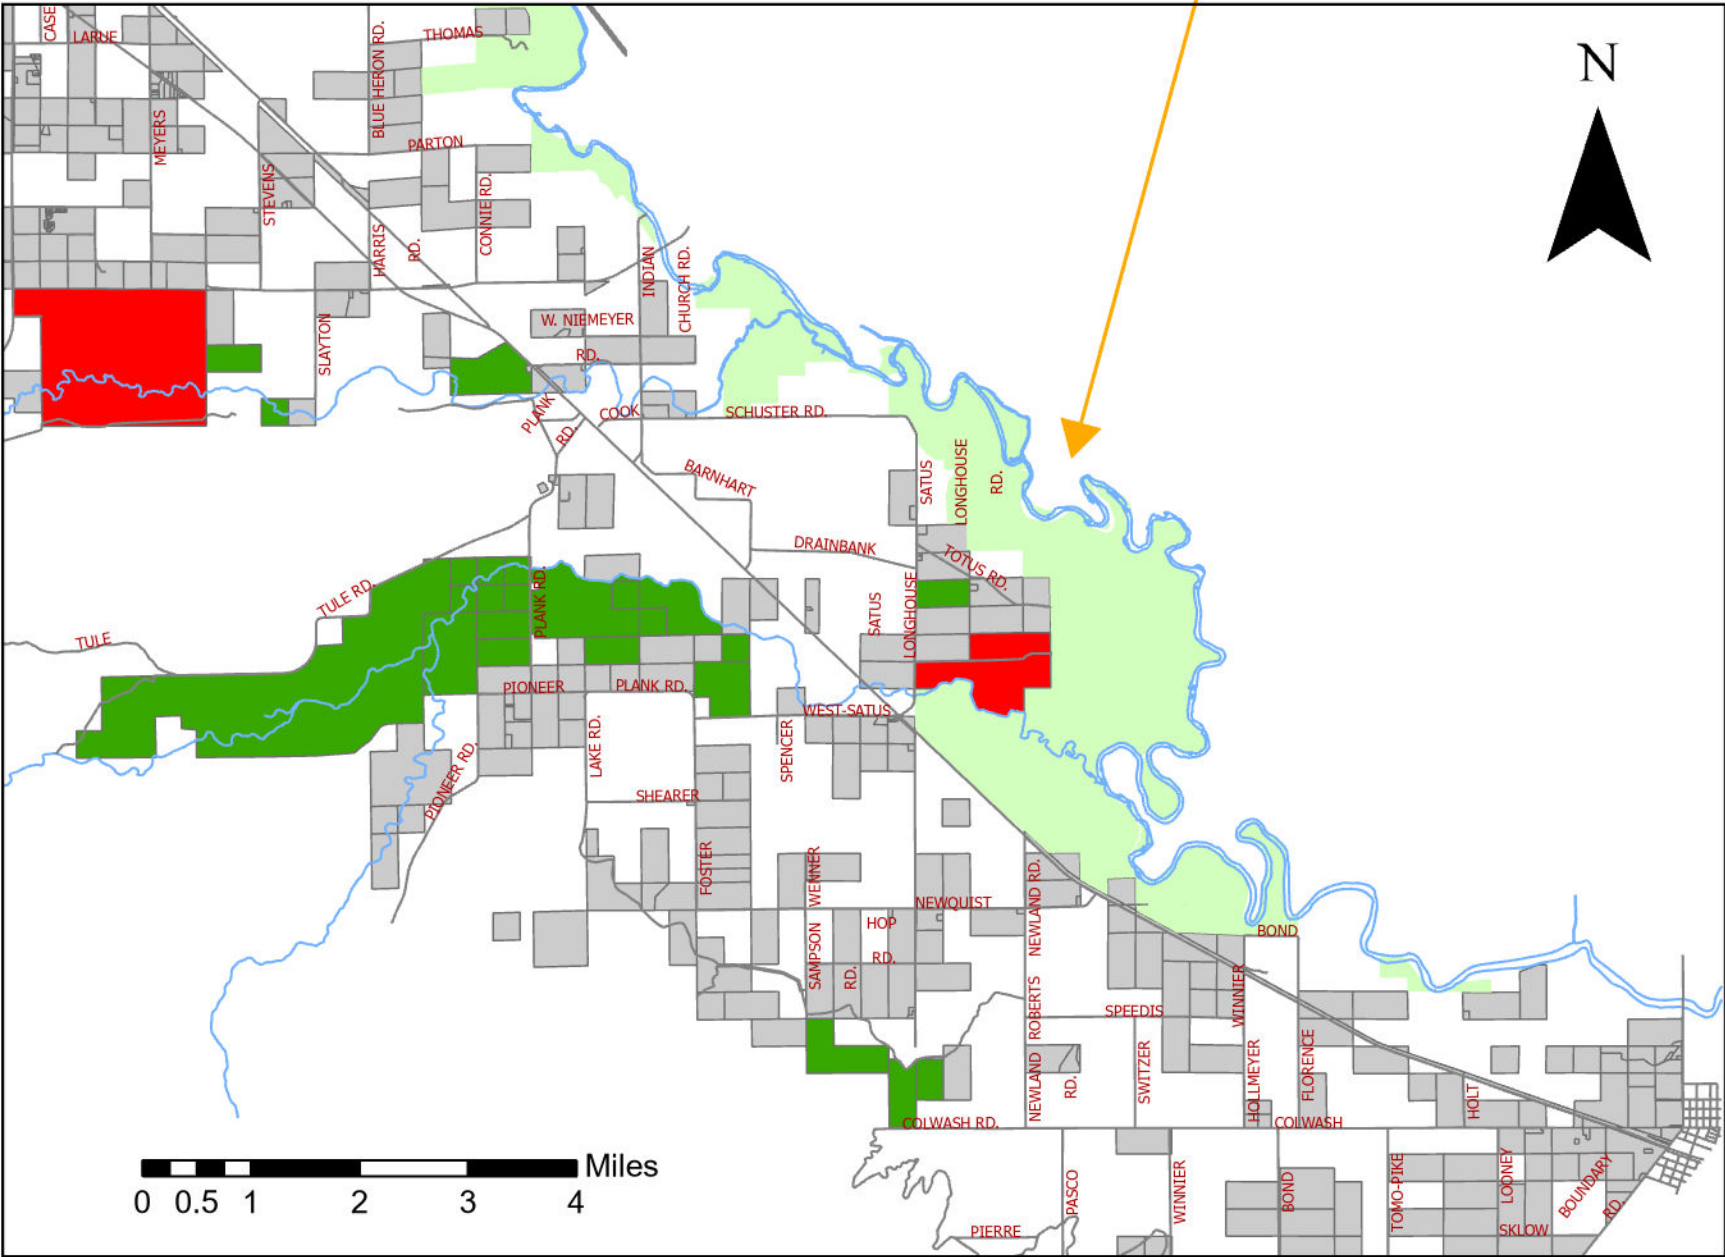 CASE
LARUE
BLUE HERON RD.
THOMAS
N
MEYERS
PARTON
STEVENS
CONNIE RD.
HARRIS
RD.
INDIAN
CHURCH RD.
SLAYTON
W. NIEMEYER
RD.
PLANK
RD.
COOK
SCHUSTER RD.
BARNHART
SATUS
LONGHOUSE
RD.
DRAINBANK
TOTUS RD.
TULE RD.
PLANK RD.
SATUS
LONGHOUSE
TULE
PIONEER
PLANK RD.
WEST-SATUS
LAKE RD.
SPENCER
PIONEER RD.
SHEARER
FOSTER
WENNER
NEWLAND RD.
NEWQUIST
HOP
RD.
SAMPSON
RD.
BOND
WINNIER
ROBERTS
SPEEDIS
NEWLAND
RD.
SWITZER
HOLLMEYER
FLORENCE
HOLT
COLWASH RD.
COLWASH
Miles
0 0.5 1 2 3 4
PASCO
WINNIER
BOND
TOMO-PIKE
LOONEY
BOUNDARY
RD.
PIERRE
SKLOW